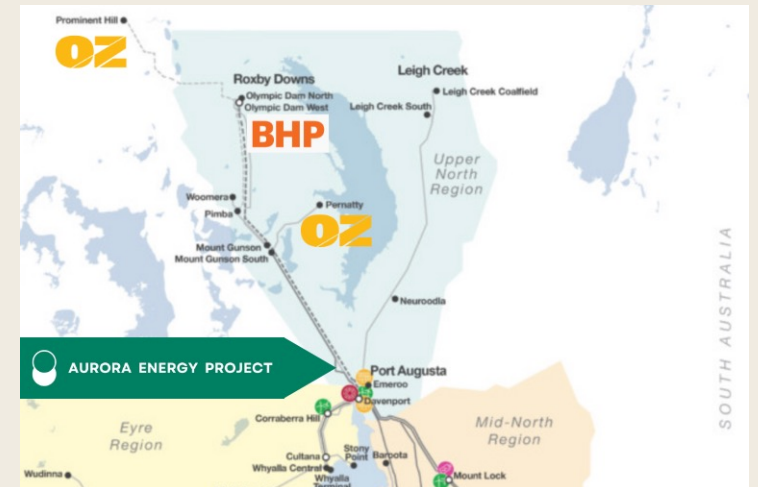 Prominent Hill
OZ
Roxby Downs
Olympic Dam North
Olympic Dam West
BHP
Leigh Creek
Leigh Creek Coalfield
Leigh Creek South
Upper
North
Region
Woomera
Pimba
Pernatty
OZ
Mount Gunson
Mount Gunson South
Neuroodla
SOUTH AUSTRALIA
AURORA ENERGY PROJECT
Port Augusta
Emeroo
Davenport
Corraberra Hill
Eyre
Region
Mid-North
Region
Cultana
Stony
Point
Baroota
Whyalla Central
Whyalla
Terminal
Wudinna
Mount Lock